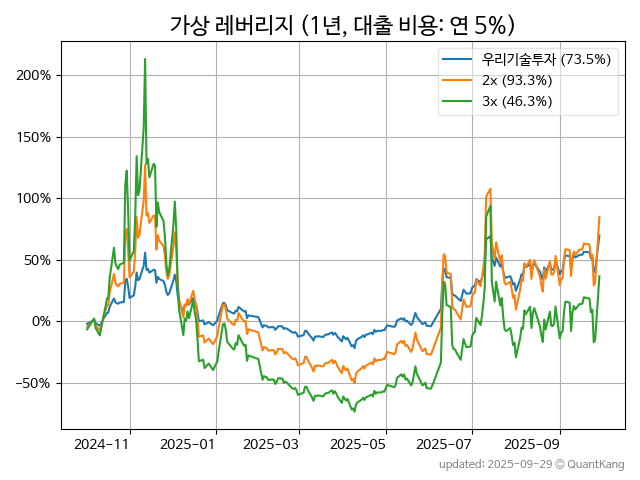 가상 레버리지 (1년, 대출 비용: 연 5%)
우리기술투자 (73.5%)
2x (93.3%)
3x (46.3%)
200%
150%
100%
50%
0%
−50%
2024-11
2025-01
2025-03
2025-05
2025-07
2025-09
updated: 2025-09-29 © QuantKang